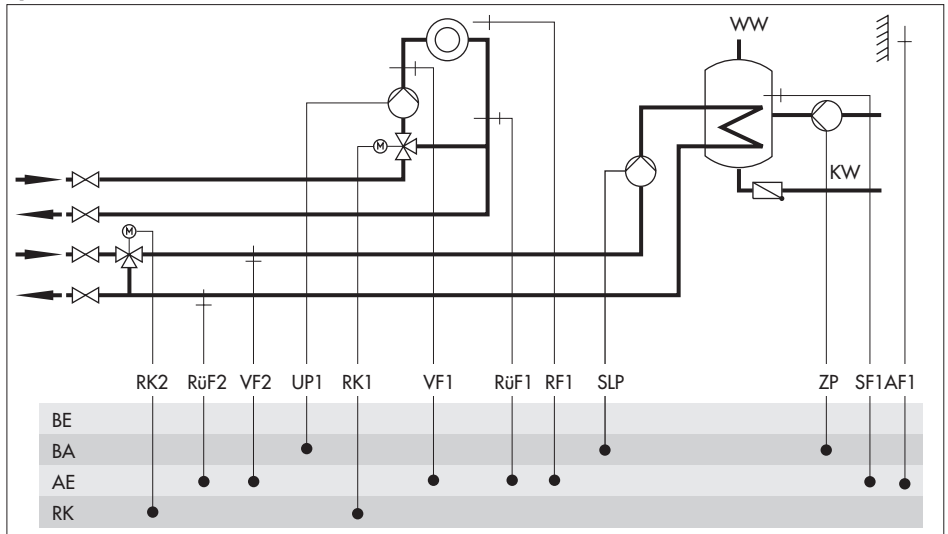 WW
M
KW
M
RK2 RüF2 VF2 UP1 RK1 VF1 RüF1 RF1 SLP ZP SF1 AF1
BE
BA
AE
RK